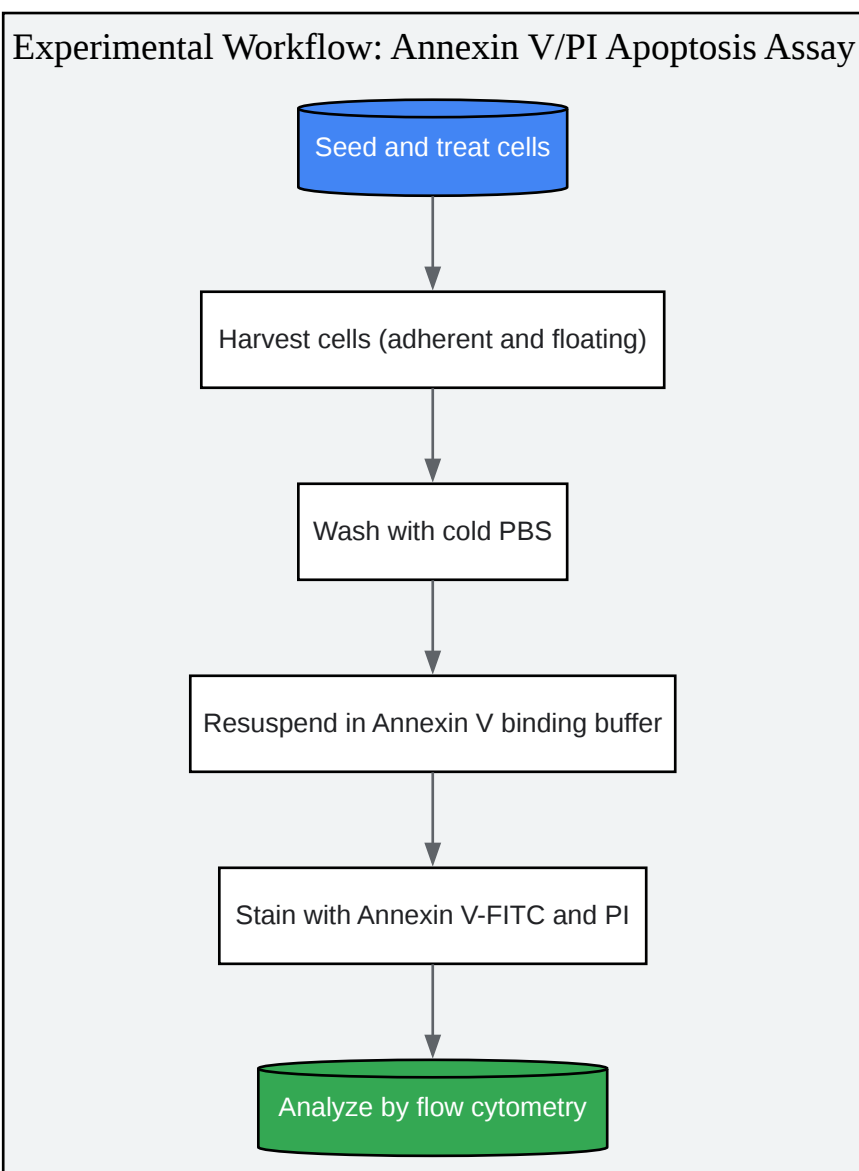 Experimental Workflow: Annexin V/PI Apoptosis Assay
Seed and treat cells
Harvest cells (adherent and floating)
Wash with cold PBS
Resuspend in Annexin V binding buffer
Stain with Annexin V-FITC and PI
Analyze by flow cytometry